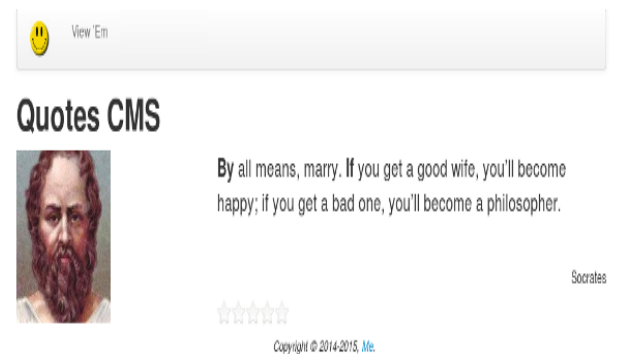 View 'Em
Quotes CMS
By all means, marry. If you get a good wife, you'll become
happy; if you get a bad one, you'll become a philosopher.
Socrates
Copyright © 2014-2015, Me.